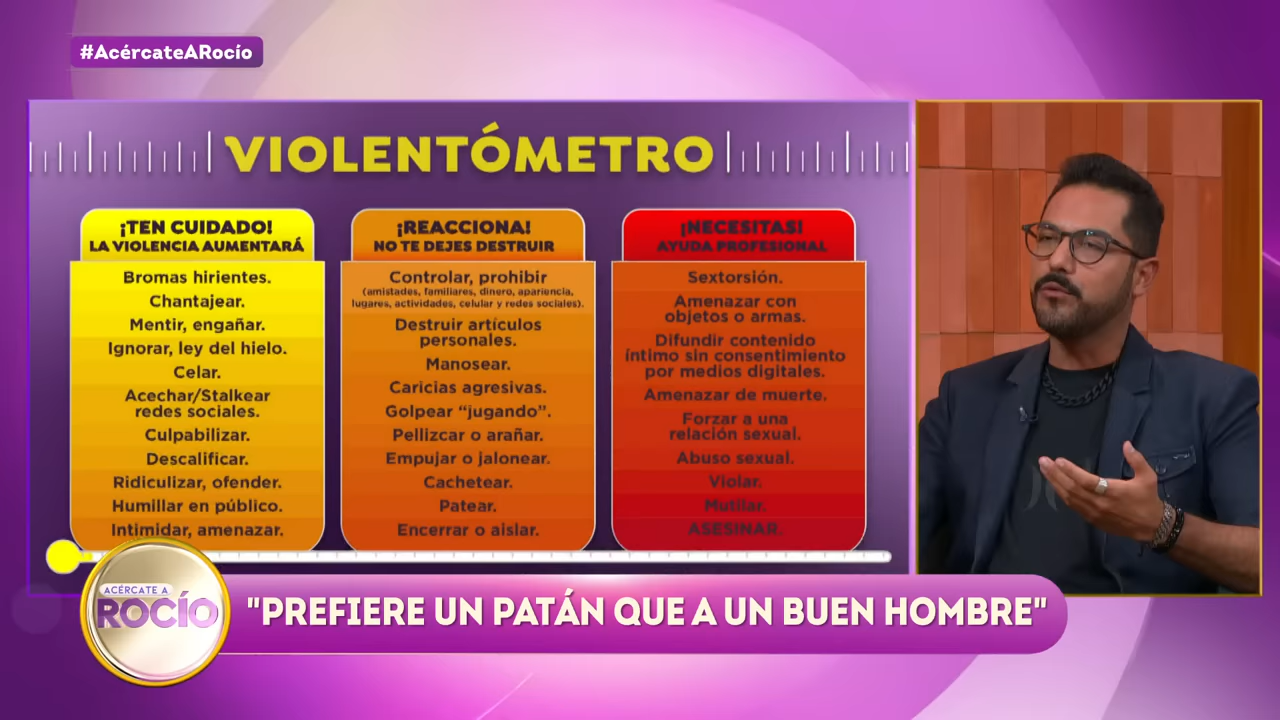 #AcércateARocío
VIOLENTÓMETRO
¡TEN CUIDADO!
LA VIOLENCIA AUMENTARÁ
Bromas hirientes.
Chantajear.
Mentir, engañar.
Ignorar, ley del hielo.
Celar.
Acechar/Stalkear
redes sociales.
Culpabilizar.
Descalificar.
Ridiculizar, ofender.
Humillar en público.
Intimidar, amenazar.
¡REACCIONA!
NO TE DEJES DESTRUIR
Controlar, prohibir
(amistades, familiares, dinero, apariencia,
lugares, actividades, celular y redes sociales).
Destruir artículos
personales.
Manosear.
Caricias agresivas.
Golpear “jugando”.
Pellizcar o arañar.
Empujar o jalonear.
Cachetear.
Patear.
Encerrar o aislar.
¡NECESITAS!
AYUDA PROFESIONAL
Sextorsión.
Amenazar con
objetos o armas.
Difundir contenido
íntimo sin consentimiento
por medios digitales.
Amenazar de muerte.
Forzar a una
relación sexual.
Abuso sexual.
Violar.
Mutilar.
ASESINAR.
ACÉRCATE A
ROCÍO
"PREFIERE UN PATÁN QUE A UN BUEN HOMBRE"